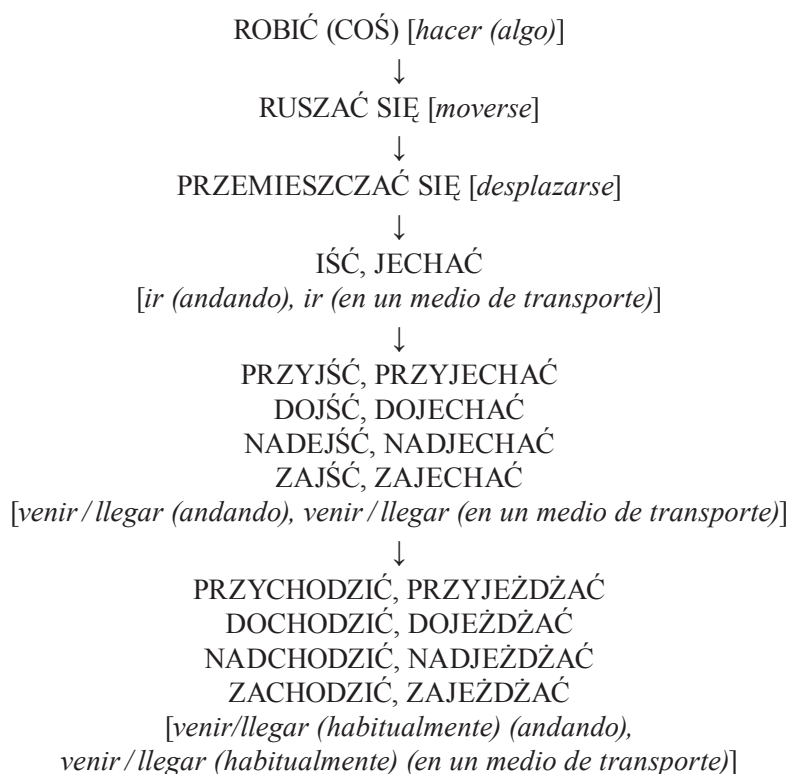 ROBIĆ (COŚ) [hacer (algo)]
↓
RUSZAĆ SIĘ [moverse]
↓
PRZEMIESZCZAĆ SIĘ [desplazarse]
↓
IŚĆ, JECHAĆ
[ir (andando), ir (en un medio de transporte)]
↓
PRZYJŚĆ, PRZYJECHAĆ
DOJŚĆ, DOJECHAĆ
NADEJŚĆ, NADJECHAĆ
ZAJŚĆ, ZAJECHAĆ
[venir / llegar (andando), venir / llegar (en un medio de transporte)]
↓
PRZYCHODZIĆ, PRZYJEŻDŻAĆ
DOCHODZIĆ, DOJEŻDŻAĆ
NADCHODZIĆ, NADJEŻDŻAĆ
ZACHODZIĆ, ZAJEŻDŻAĆ
[venir/llegar (habitualmente) (andando),
venir / llegar (habitualmente) (en un medio de transporte)]